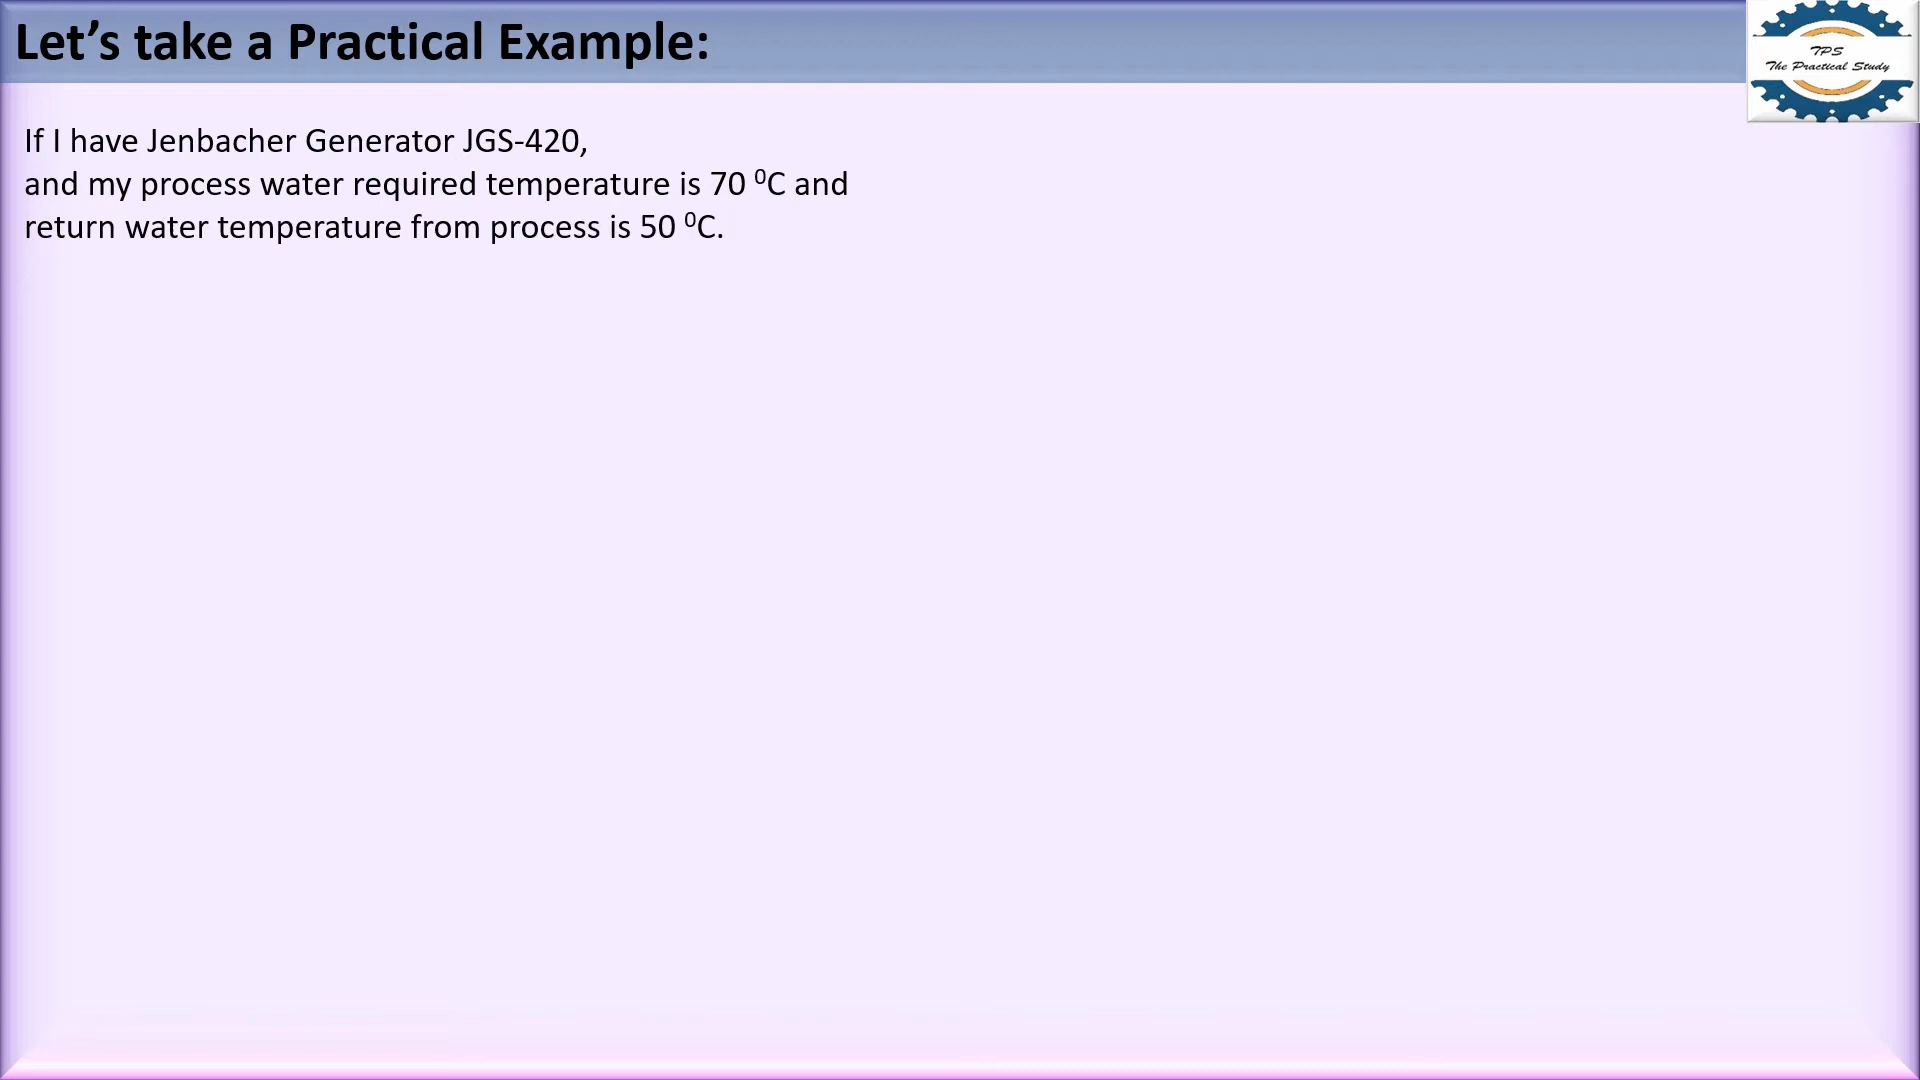 Let’s take a Practical Example:
TPS
The Practical Study
If I have Jenbacher Generator JGS-420,
and my process water required temperature is 70 ⁰C and
return water temperature from process is 50 ⁰C.